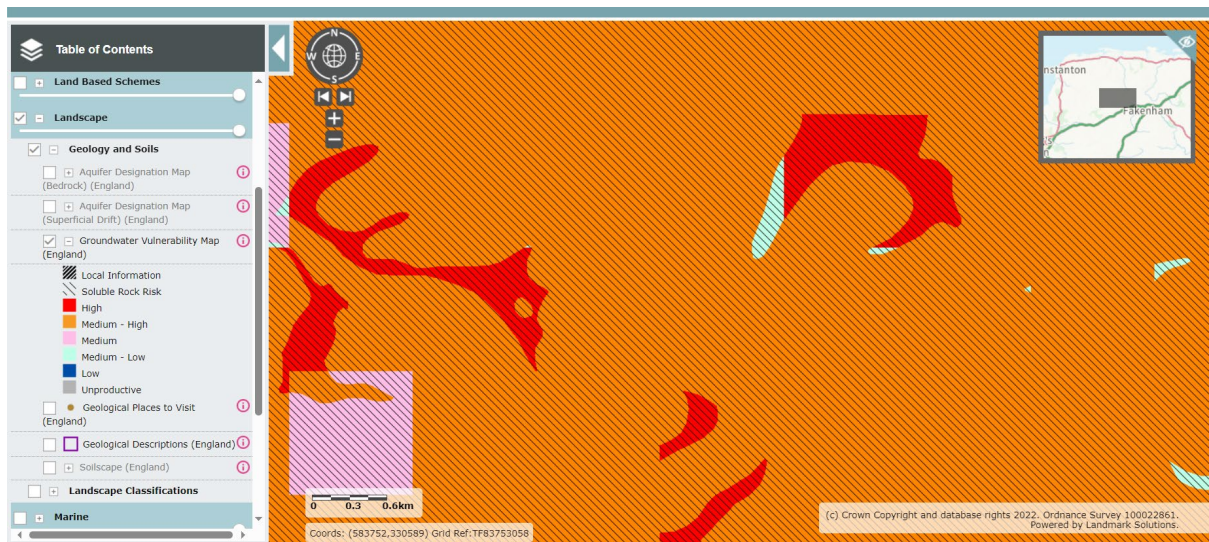 Table of Contents
Land Based Schemes
Landscape
Geology and Soils
Aquifer Designation Map
(Bedrock) (England)
Aquifer Designation Map
(Superficial Drift) (England)
Groundwater Vulnerability Map
(England)
Local Information
Soluble Rock Risk
High
Medium - High
Medium
Medium - Low
Low
Unproductive
Geological Places to Visit
(England)
Geological Descriptions (England)
Soilscape (England)
Landscape Classifications
Marine
N
W E
S
nstanton
Fakenham
0 0.3 0.6km
Coords: (583752,330589) Grid Ref:TF83753058
(c) Crown Copyright and database rights 2022. Ordnance Survey 100022861.
Powered by Landmark Solutions.